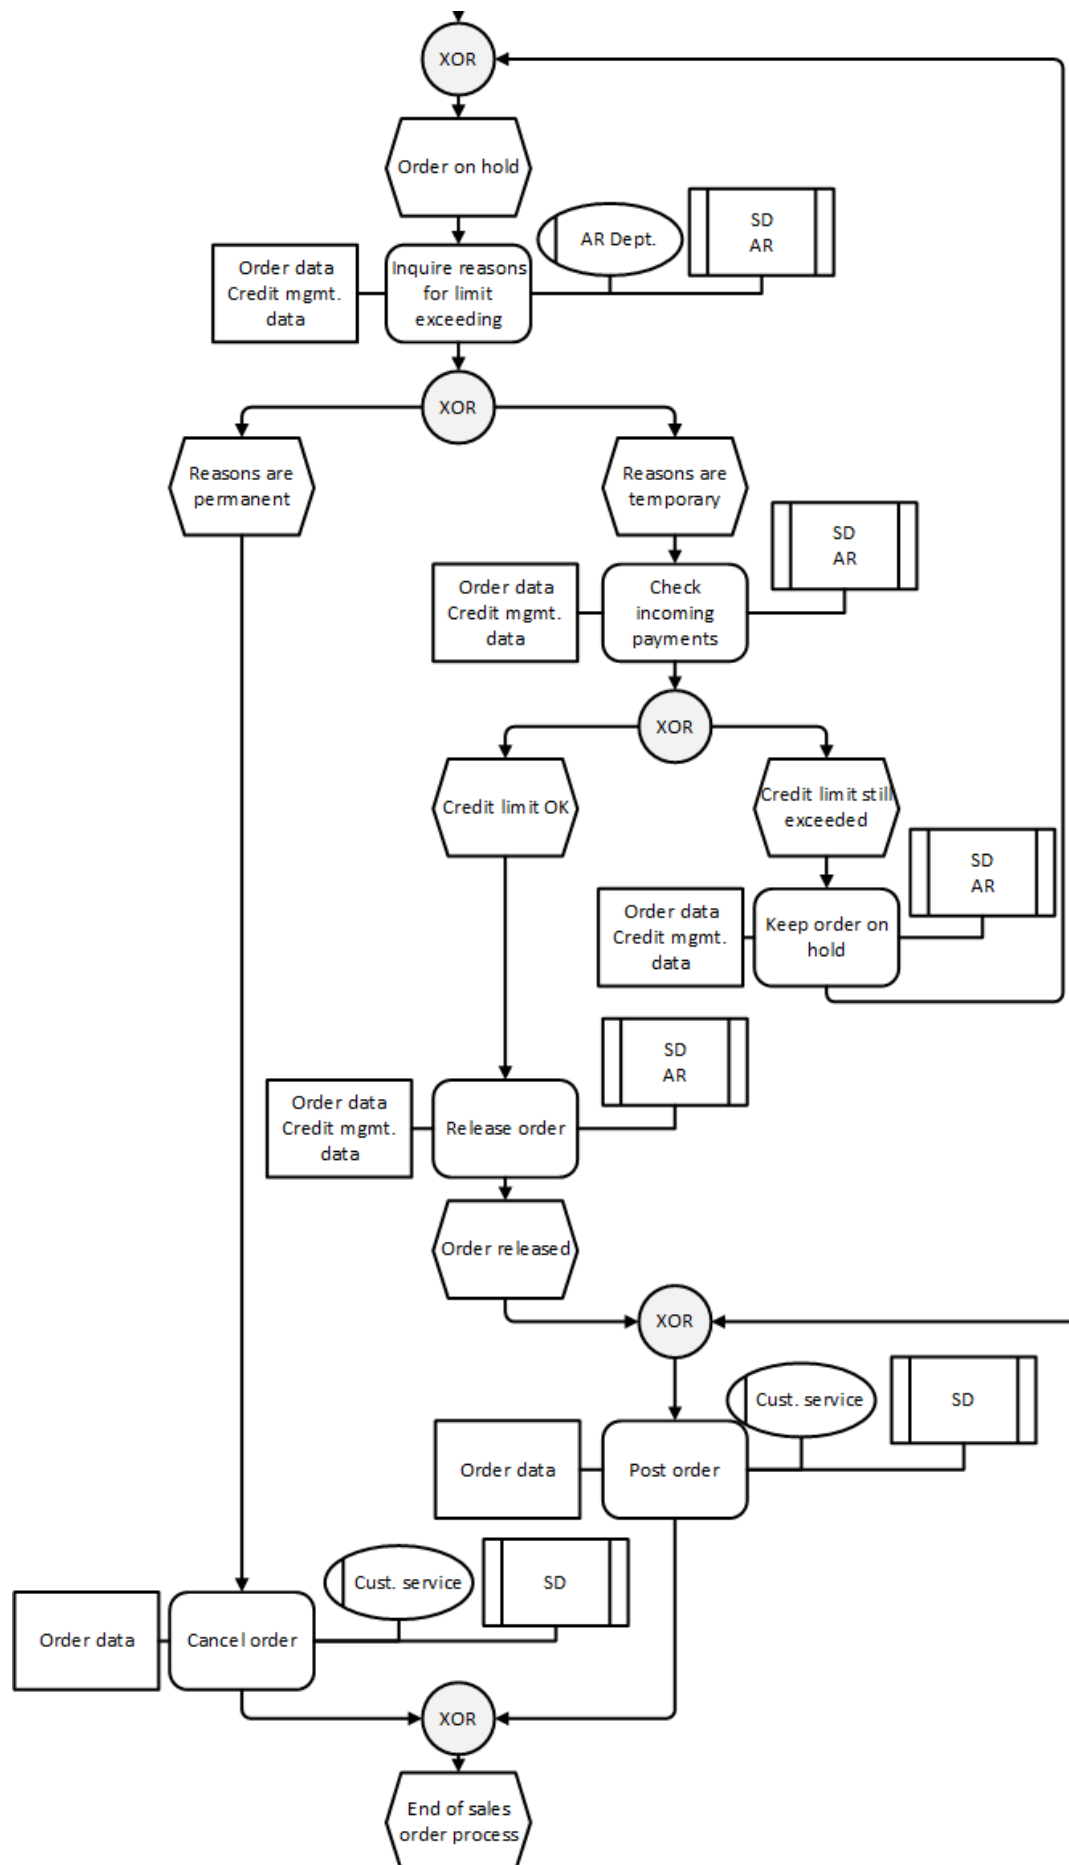 XOR
Order on hold
AR Dept.
SD
AR
Order data
Credit mgmt.
data
Inquire reasons
for limit
exceeding
XOR
Reasons are
permanent
Reasons are
temporary
SD
AR
Order data
Credit mgmt.
data
Check
incoming
payments
XOR
Credit limit OK
Credit limit still
exceeded
SD
AR
Order data
Credit mgmt.
data
Keep order on
hold
SD
AR
Order data
Credit mgmt.
data
Release order
Order released
XOR
Cust. service
SD
Order data
Post order
Cust. service
SD
Order data
Cancel order
XOR
End of sales
order process